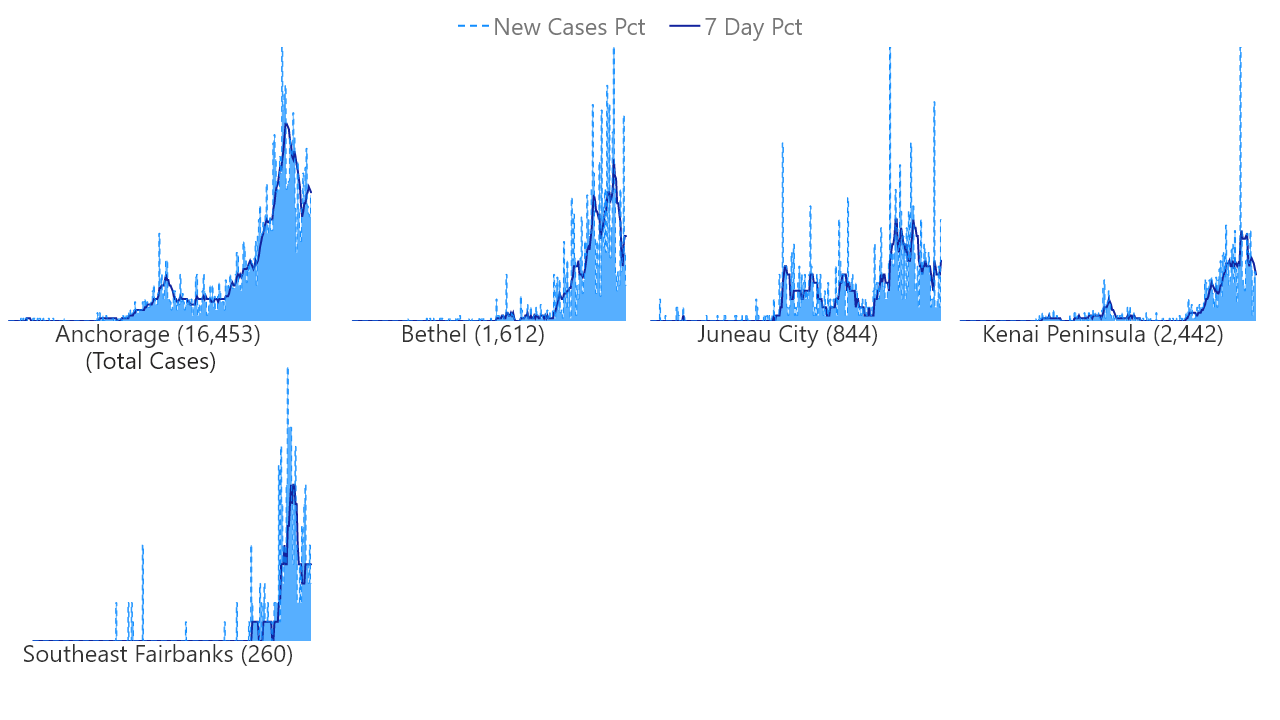 New Cases Pct 7 Day Pct
Anchorage (16,453)
(Total Cases)
Bethel (1,612)
Juneau City (844)
Kenai Peninsula (2,442)
Southeast Fairbanks (260)